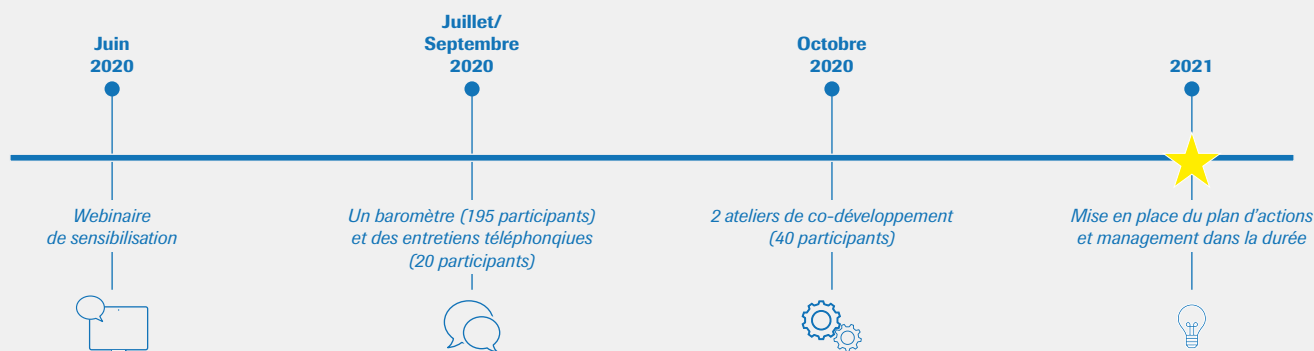 Juin
2020
Webinaire
de sensibilisation
Juillet/
Septembre
2020
Un baromètre (195 participants)
et des entretiens téléphonqiues
(20 participants)
Octobre
2020
2 ateliers de co-développement
(40 participants)
2021
Mise en place du plan d’actions
et management dans la durée